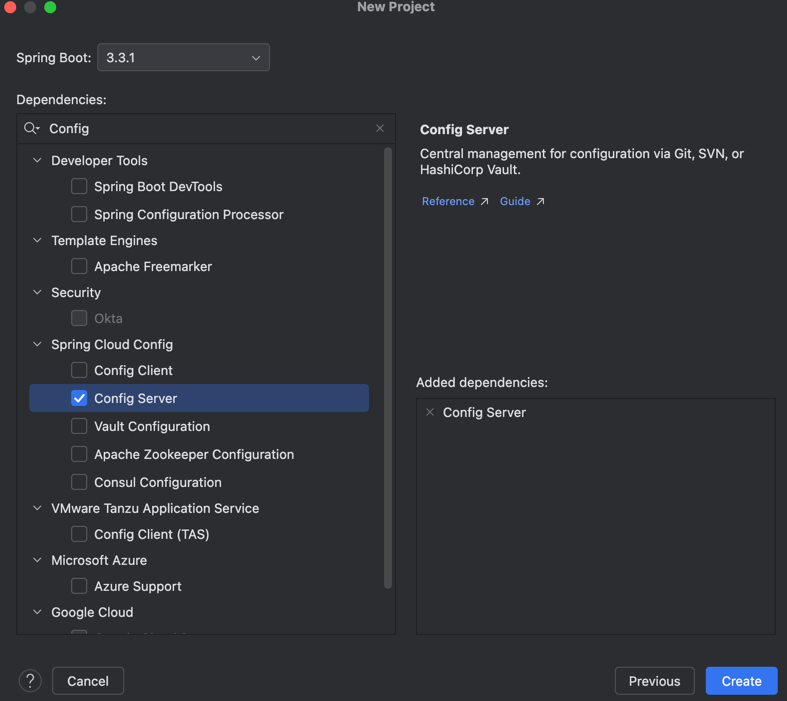 New Project
Spring Boot: 3.3.1
Dependencies:
Config
Developer Tools
Spring Boot DevTools
Spring Configuration Processor
Template Engines
Apache Freemarker
Security
Okta
Spring Cloud Config
Config Client
Config Server
Vault Configuration
Apache Zookeeper Configuration
Consul Configuration
VMware Tanzu Application Service
Config Client (TAS)
Microsoft Azure
Azure Support
Google Cloud
Config Server
Central management for configuration via Git, SVN, or
HashiCorp Vault.
Reference ↗ Guide ↗
Added dependencies:
Config Server
? Cancel Previous Create